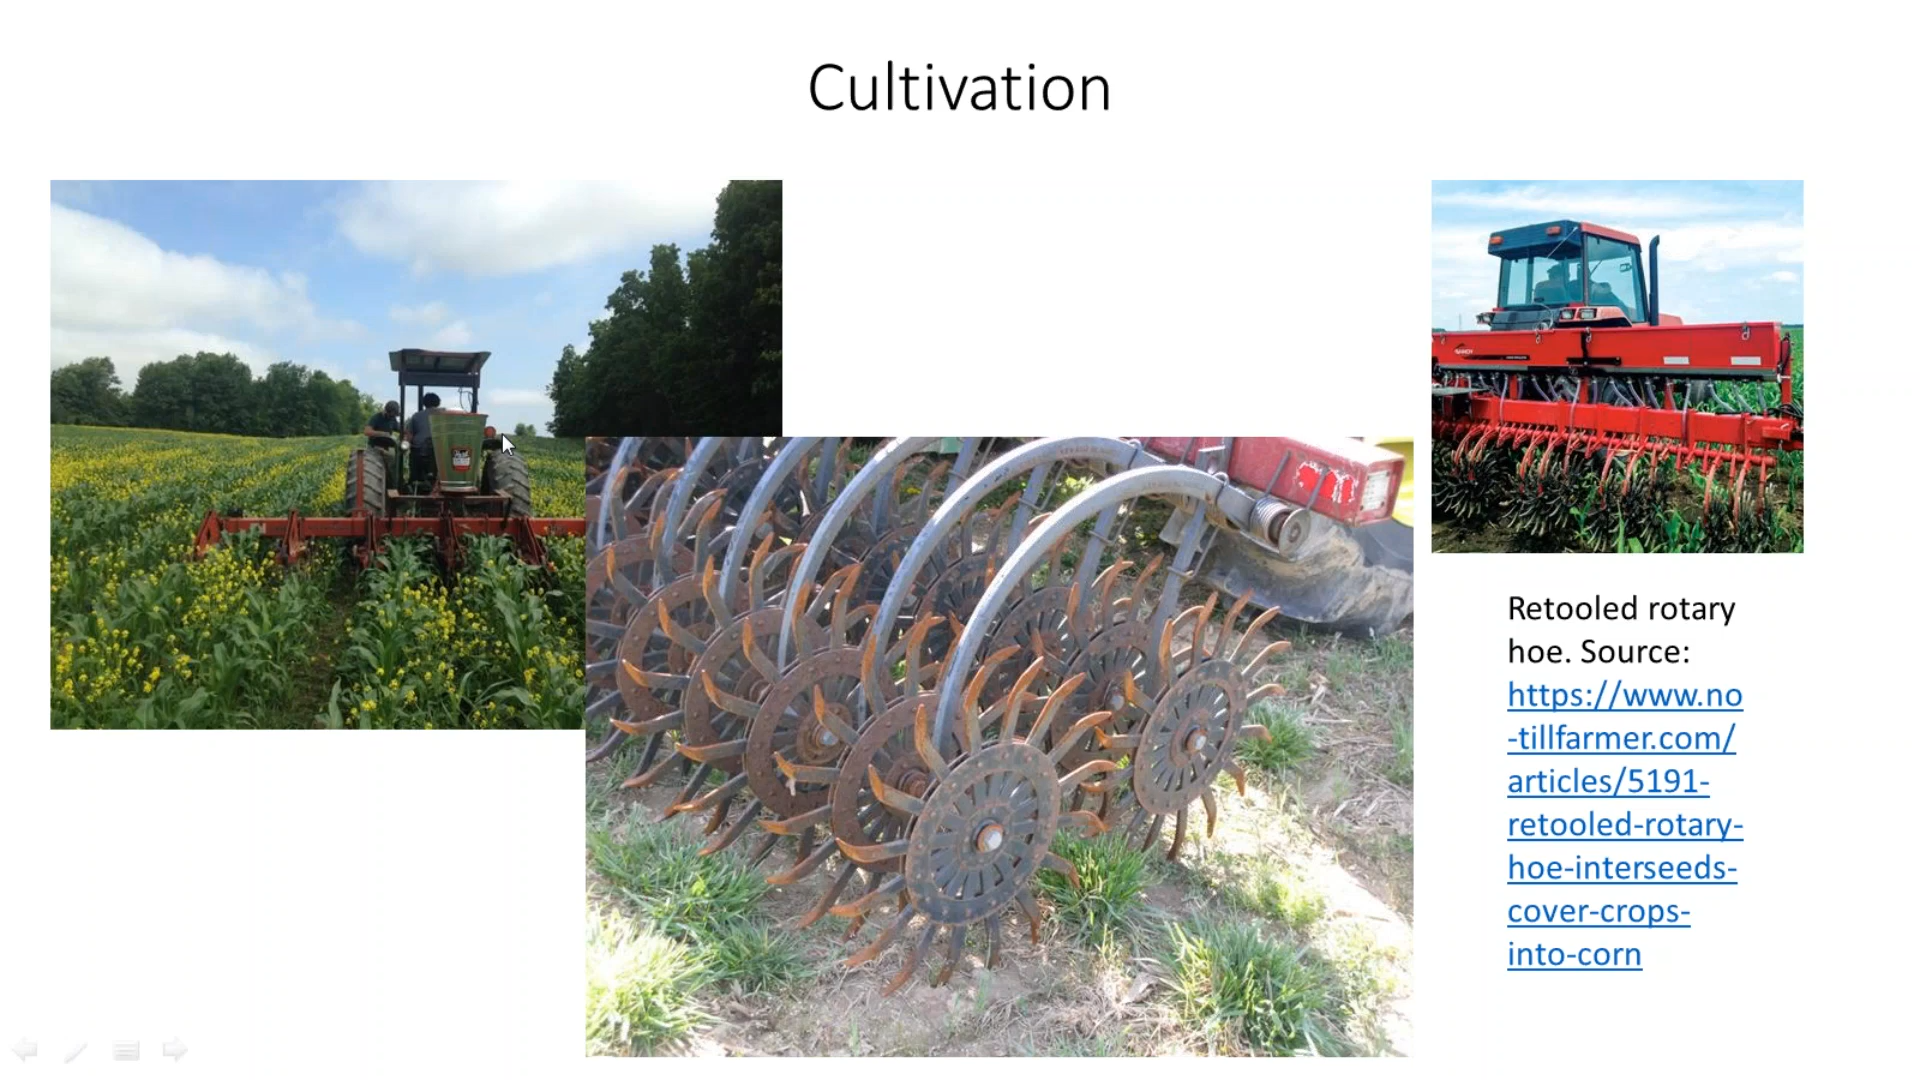 Cultivation
Retooled rotary
hoe. Source:
https://www.no
-tillfarmer.com/
articles/5191-
retooled-rotary-
hoe-interseeds-
cover-crops-
into-corn